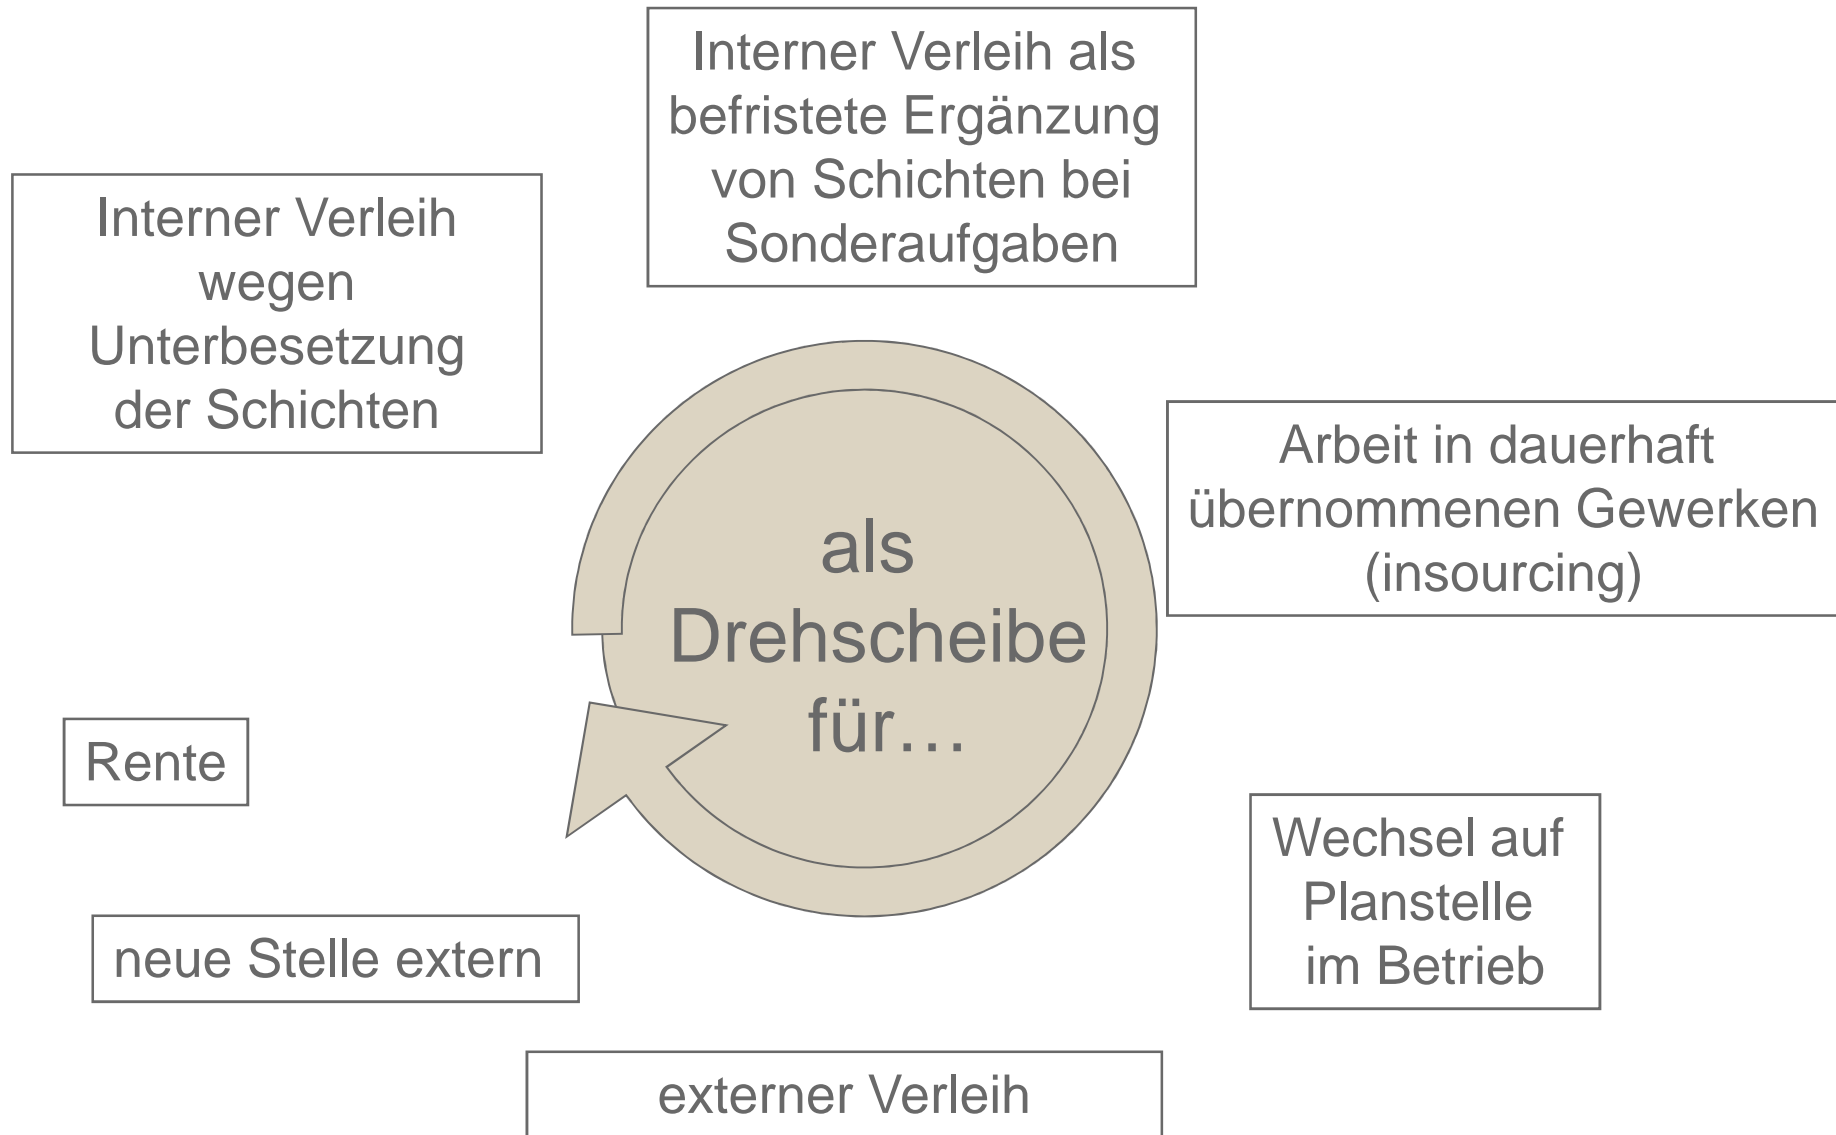 Interner Verleih als
befristete Ergänzung
von Schichten bei
Sonderaufgaben
Interner Verleih
wegen
Unterbesetzung
der Schichten
Arbeit in dauerhaft
übernommenen Gewerken
(insourcing)
als
Drehscheibe
für…
Rente
Wechsel auf
Planstelle
im Betrieb
neue Stelle extern
externer Verleih